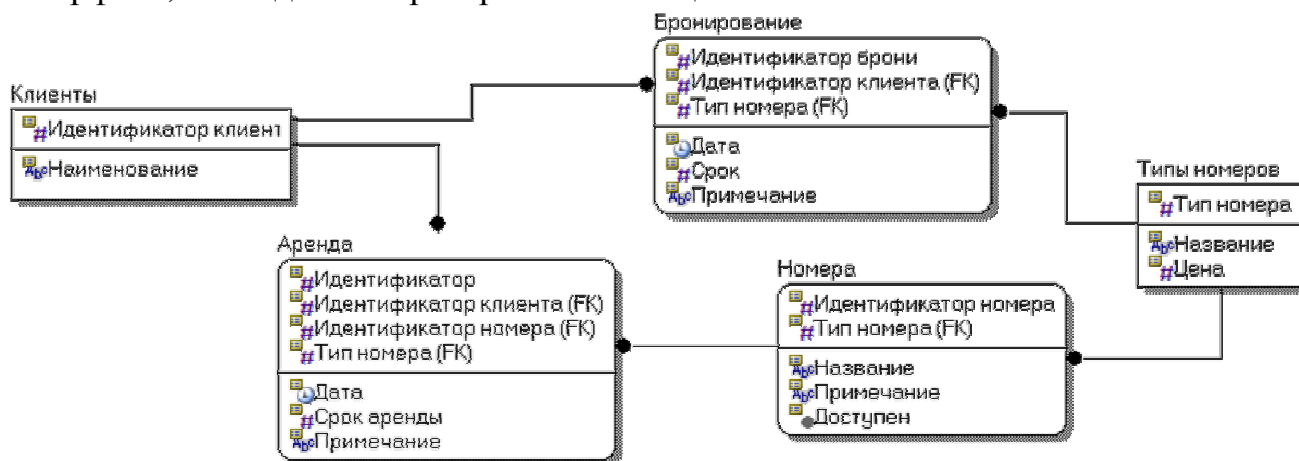 Бронирование
Идентификатор брони
Идентификатор клиента (FK)
Тип номера (FK)
Дата
Срок
Примечание
Клиенты
Идентификатор клиент
Наименование
Типы номеров
Тип номера
Название
Цена
Аренда
Идентификатор
Идентификатор клиента (FK)
Идентификатор номера (FK)
Тип номера (FK)
Дата
Срок аренды
Примечание
Номера
Идентификатор номера
Тип номера (FK)
Название
Примечание
Доступен